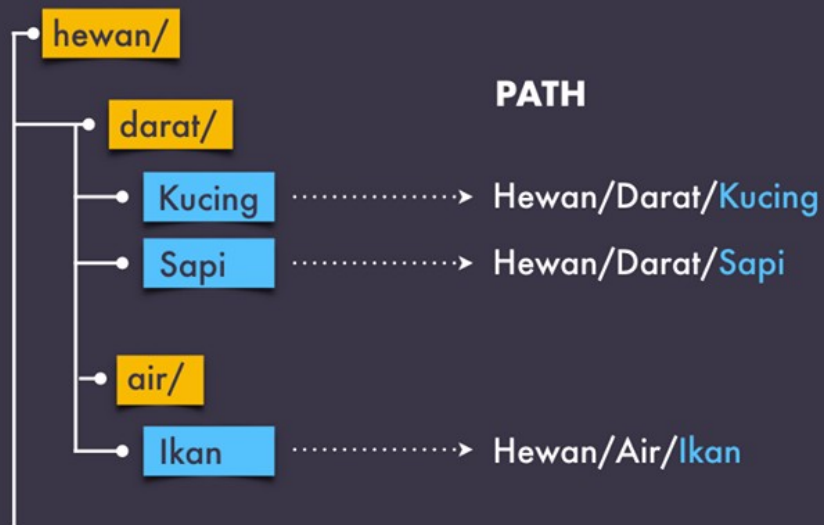 hewan/
PATH
darat/
Kucing Hewan/Darat/Kucing
Sapi Hewan/Darat/Sapi
air/
Ikan Hewan/Air/Ikan